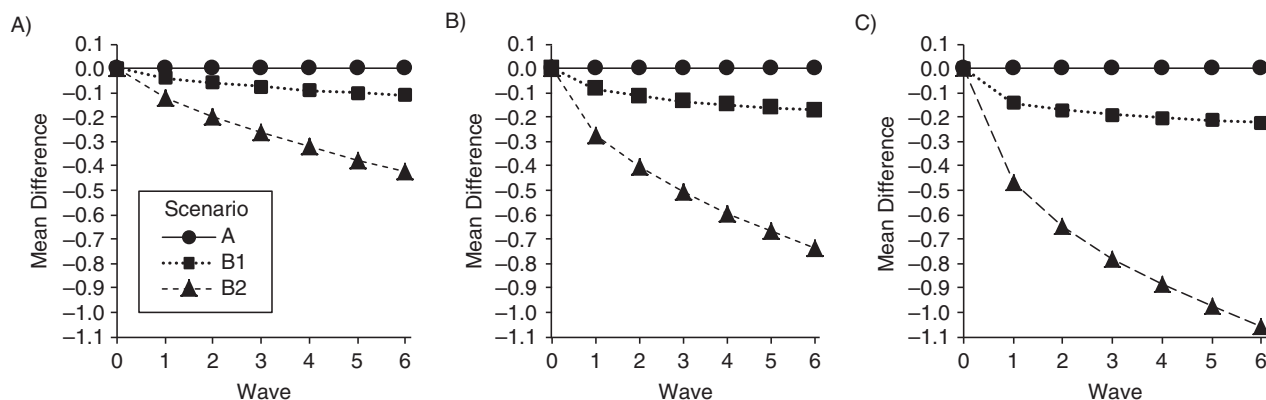 A)
0.1
0.0
–0.1
–0.2
–0.3
–0.4
–0.5
–0.6
–0.7
–0.8
–0.9
–1.0
–1.1
Mean Difference
Scenario
A
B1
B2
0 1 2 3 4 5 6
Wave
B)
0.1
0.0
–0.1
–0.2
–0.3
–0.4
–0.5
–0.6
–0.7
–0.8
–0.9
–1.0
–1.1
Mean Difference
0 1 2 3 4 5 6
Wave
C)
0.1
0.0
–0.1
–0.2
–0.3
–0.4
–0.5
–0.6
–0.7
–0.8
–0.9
–1.0
–1.1
Mean Difference
0 1 2 3 4 5 6
Wave